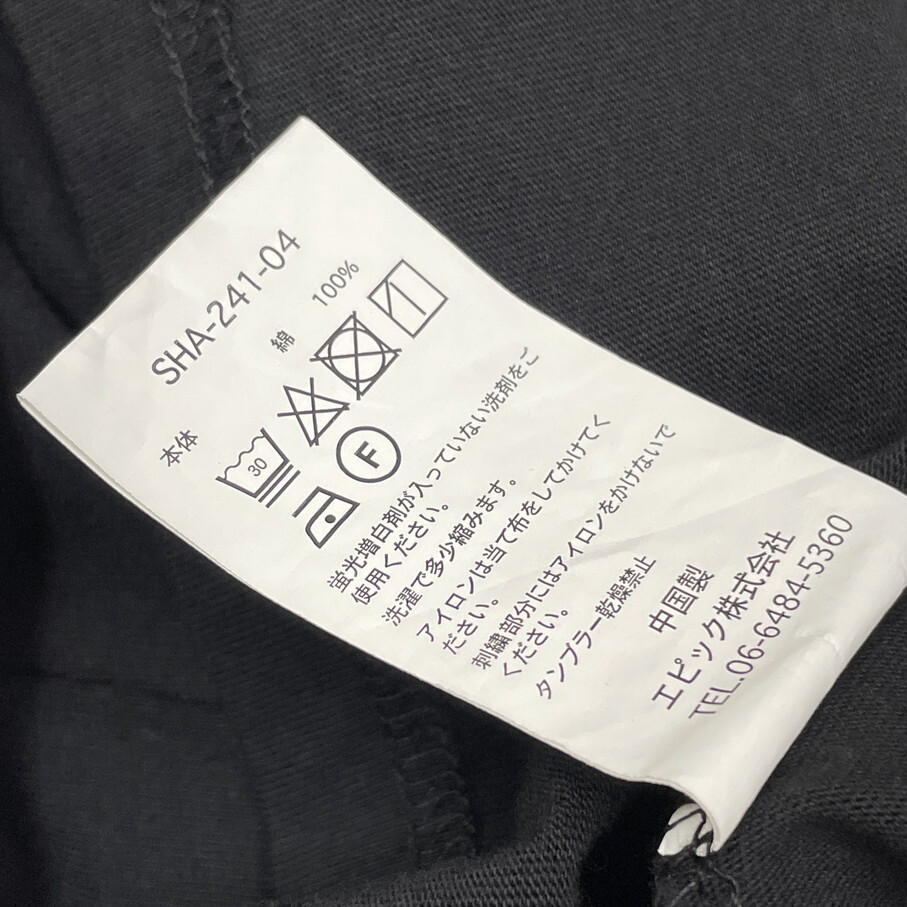 SHA-241-04
本体 綿 100%
30
F
蛍光増白剤が入っていない洗剤をご
使用ください。
洗濯で多少縮みます。
アイロンは当て布をしてかけてく
ださい。
刺繍部分にはアイロンをかけないで
ください。
タンブラー乾燥禁止
中国製
エピック株式会社
TEL.06-6484-5360